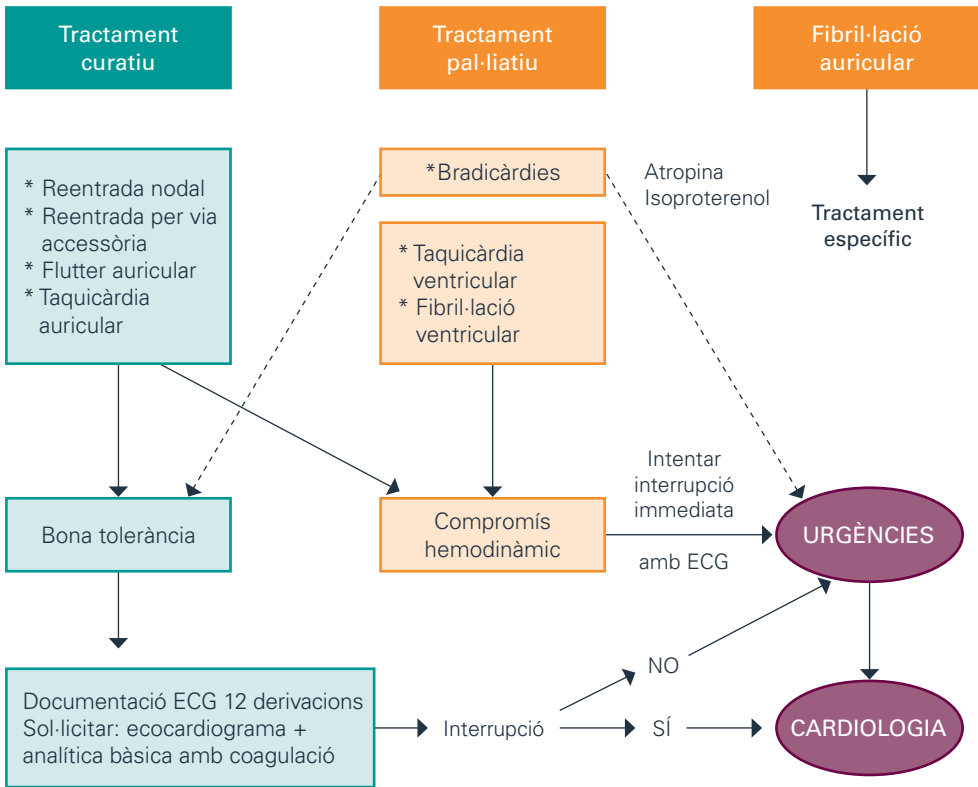 Tractament
curatiu
Tractament
pal·liatiu
Fibril·lació
auricular
* Reentrada nodal
* Reentrada per via
accessòria
* Flutter auricular
* Taquicàrdia
auricular
*Bradicàrdies
Atropina
Isoproterenol
Tractament
específic
* Taquicàrdia
ventricular
* Fibril·lació
ventricular
Bona tolerància
Compromís
hemodinàmic
Intentar
interrupció
immediata
amb ECG
URGÈNCIES
Documentació ECG 12 derivacions
Sol·licitar: ecocardiograma +
analítica bàsica amb coagulació
Interrupció
NO
SÍ
CARDIOLOGIA